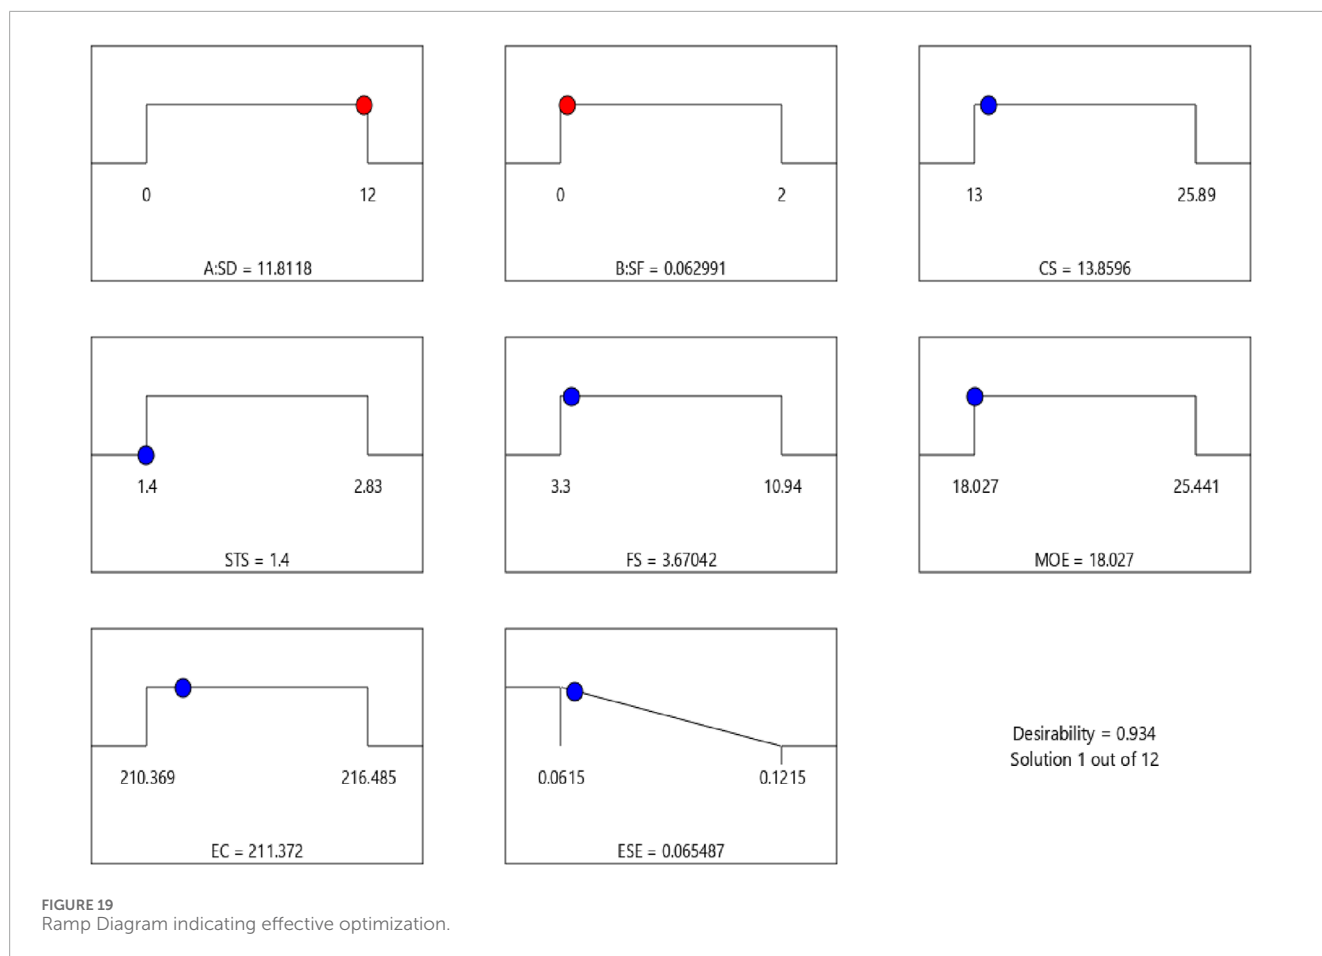 0
12
A:SD = 11.8118
0
2
B:SF = 0.062991
13
25.89
CS = 13.8596
1.4
2.83
STS = 1.4
3.3
10.94
FS = 3.67042
18.027
25.441
MOE = 18.027
210.369
216.485
EC = 211.372
0.0615
0.1215
ESE = 0.065487
Desirability = 0.934
Solution 1 out of 12
FIGURE 19
Ramp Diagram indicating effective optimization.